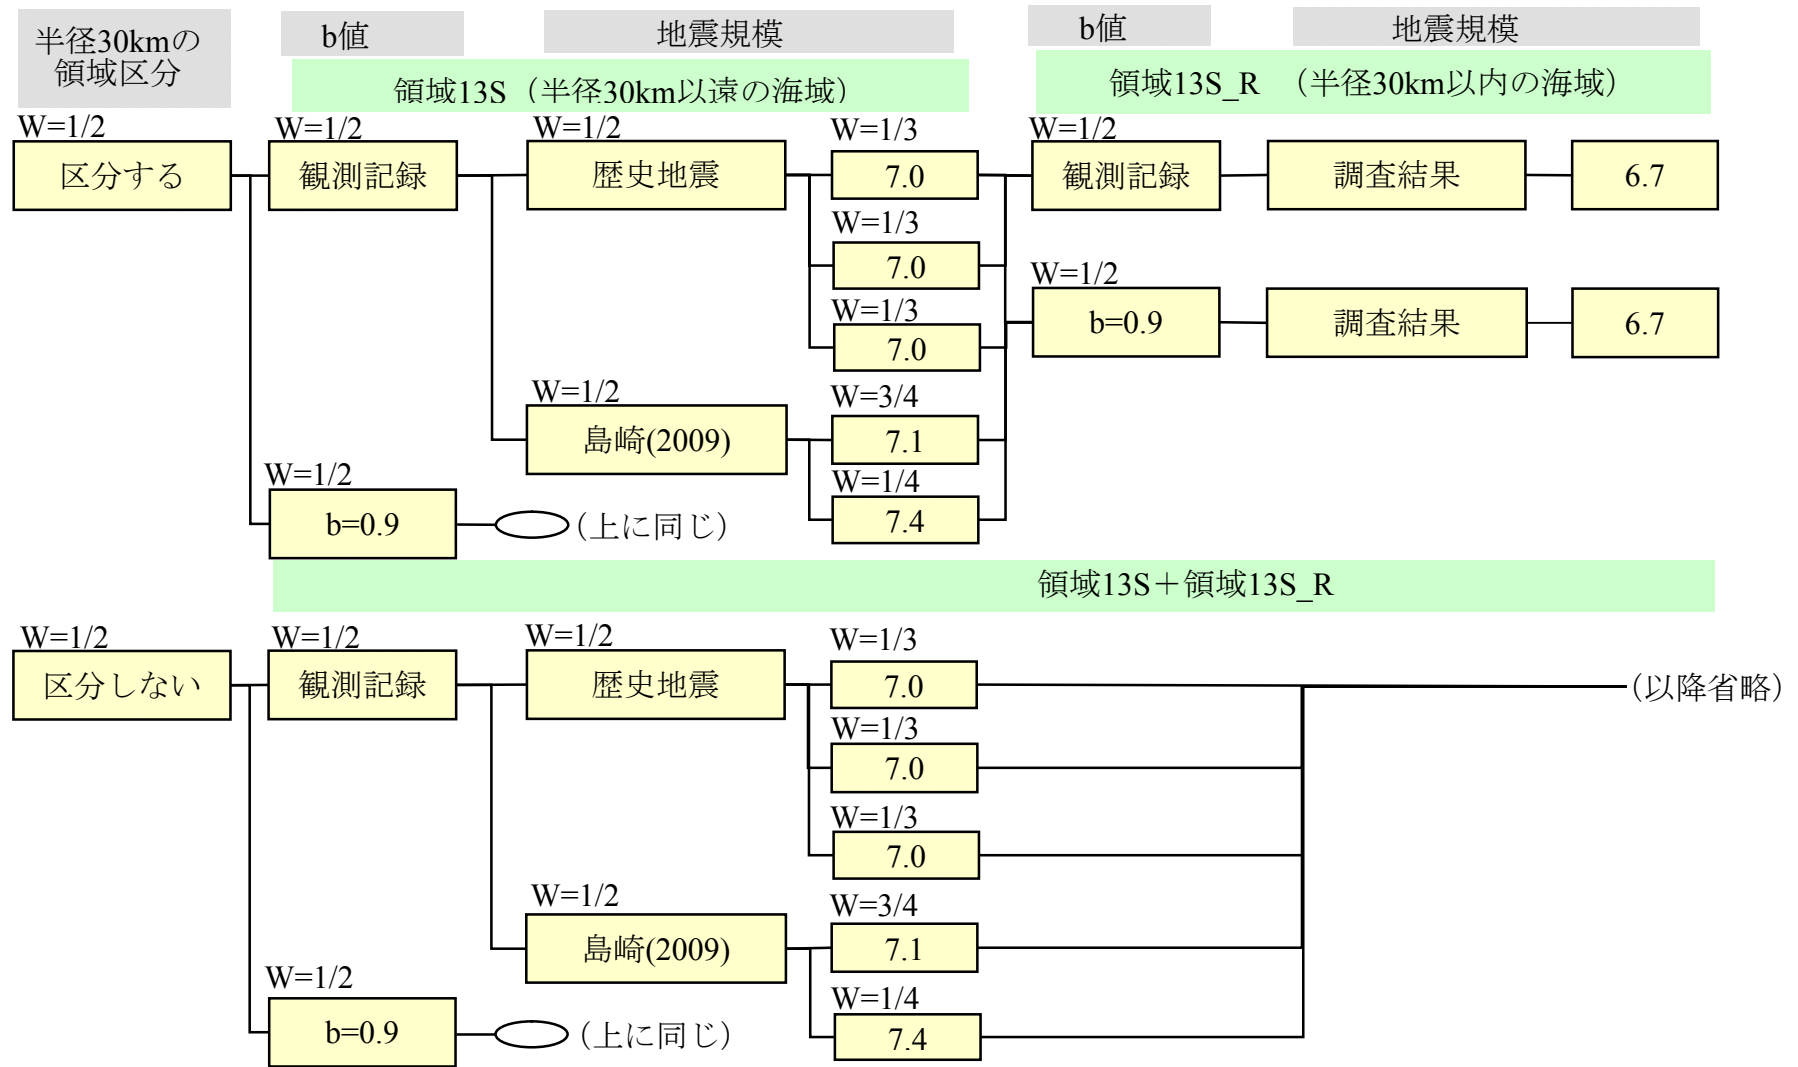 半径30kmの
領域区分
b値
地震規模
b値
地震規模
領域13S（半径30km以遠の海域）
領域13S_R （半径30km以内の海域）
W=1/2
区分する
W=1/2
観測記録
W=1/2
歴史地震
W=1/3
7.0
W=1/2
観測記録
調査結果
6.7
W=1/3
7.0
W=1/3
7.0
W=1/2
b=0.9
調査結果
6.7
W=1/2
島崎(2009)
W=3/4
7.1
W=1/4
7.4
W=1/2
b=0.9
（上に同じ）
領域13S＋領域13S_R
W=1/2
区分しない
W=1/2
観測記録
W=1/2
歴史地震
W=1/3
7.0
（以降省略）
W=1/3
7.0
W=1/3
7.0
W=1/2
島崎(2009)
W=3/4
7.1
W=1/4
7.4
W=1/2
b=0.9
（上に同じ）